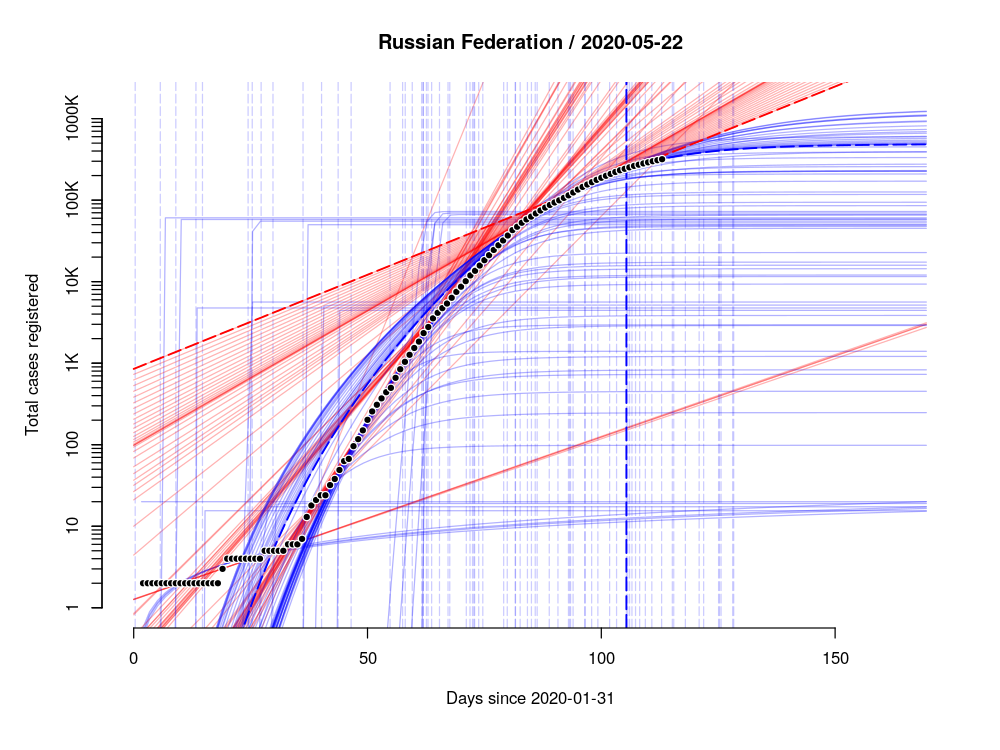 Russian Federation / 2020-05-22
Total cases registered
1000K
100K
10K
1K
100
10
1
0
50
100
150
Days since 2020-01-31